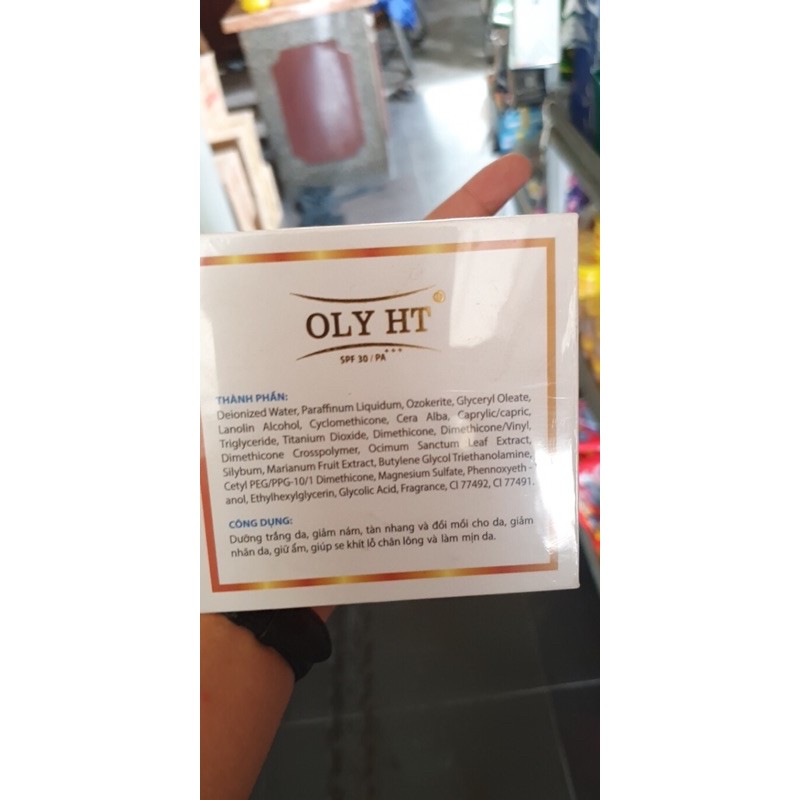 OLY HT
SPF 30 / PA+++
THÀNH PHẦN:
Deionized Water, Paraffinum Liquidum, Ozokerite, Glyceryl Oleate,
Lanolin Alcohol, Cyclomethicone, Cera Alba, Caprylic/capric,
Triglyceride, Titanium Dioxide, Dimethicone, Dimethicone/Vinyl,
Dimethicone Crosspolymer, Ocimum Sanctum Leaf Extract,
Silybum, Marianum Fruit Extract, Butylene Glycol Triethanolamine,
Cetyl PEG/PPG-10/1 Dimethicone, Magnesium Sulfate, Phennoxyeth -
anol, Ethylhexylglycerin, Glycolic Acid, Fragrance, CI 77492, CI 77491.
CÔNG DỤNG:
Dưỡng trắng da, giảm nám, tàn nhang và đồi mồi cho da, giảm
nhăn da, giữ ẩm, giúp se khít lỗ chân lông và làm mịn da.